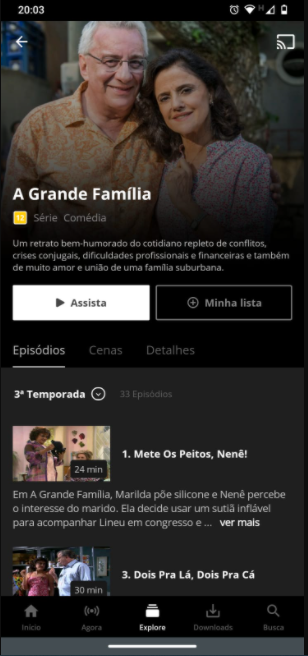 20:03
A Grande Família
12 Série Comédia
Um retrato bem-humorado do cotidiano repleto de conflitos,
crises conjugais, dificuldades profissionais e financeiras e também
de muito amor e união de uma família suburbana.
Assista
Minha lista
Episódios Cenas Detalhes
3ª Temporada 33 Episódios
24 min
1. Mete Os Peitos, Nenê!
Em A Grande Família, Marilda põe silicone e Nenê percebe
o interesse do marido. Ela decide usar um sutiã inflável
para acompanhar Lineu em congresso e ... ver mais
30 min
3. Dois Pra Lá, Dois Pra Cá
Início Agora Explore Downloads Busca